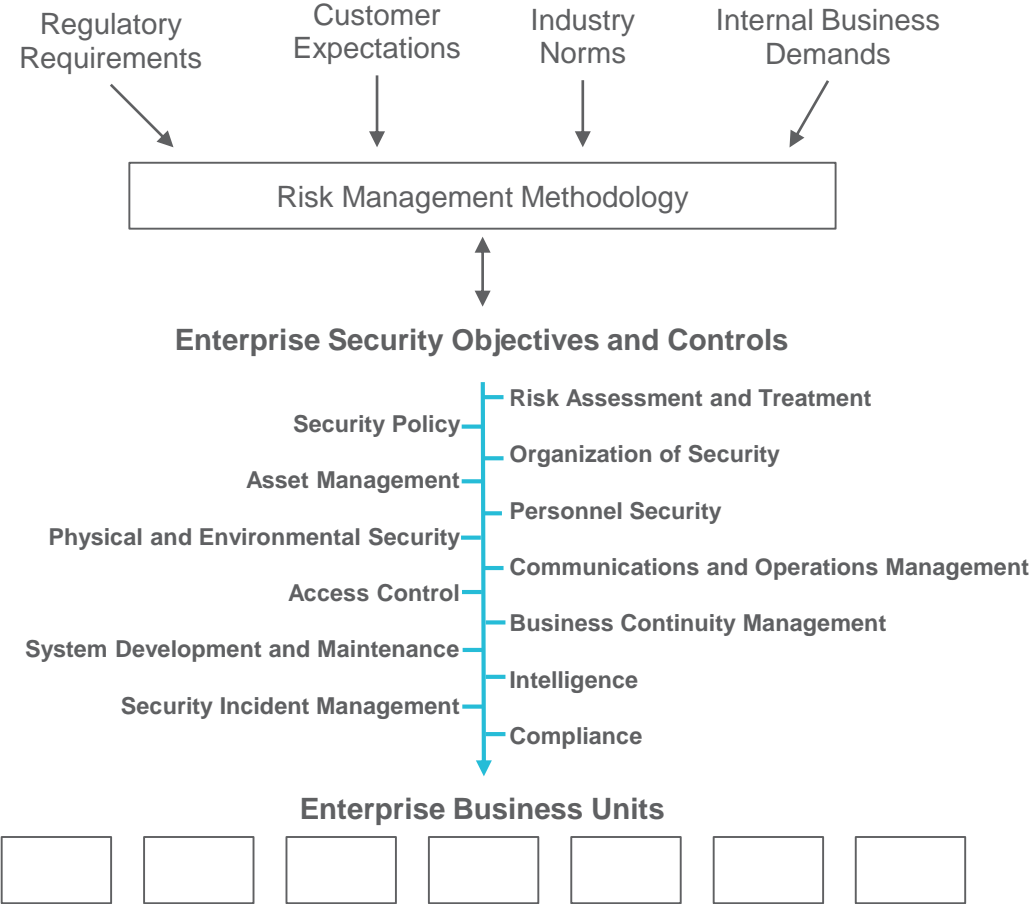 Regulatory
Requirements
Customer
Expectations
Industry
Norms
Internal Business
Demands
Risk Management Methodology
Enterprise Security Objectives and Controls
Risk Assessment and Treatment
Security Policy
Organization of Security
Asset Management
Personnel Security
Physical and Environmental Security
Communications and Operations Management
Access Control
Business Continuity Management
System Development and Maintenance
Intelligence
Security Incident Management
Compliance
Enterprise Business Units